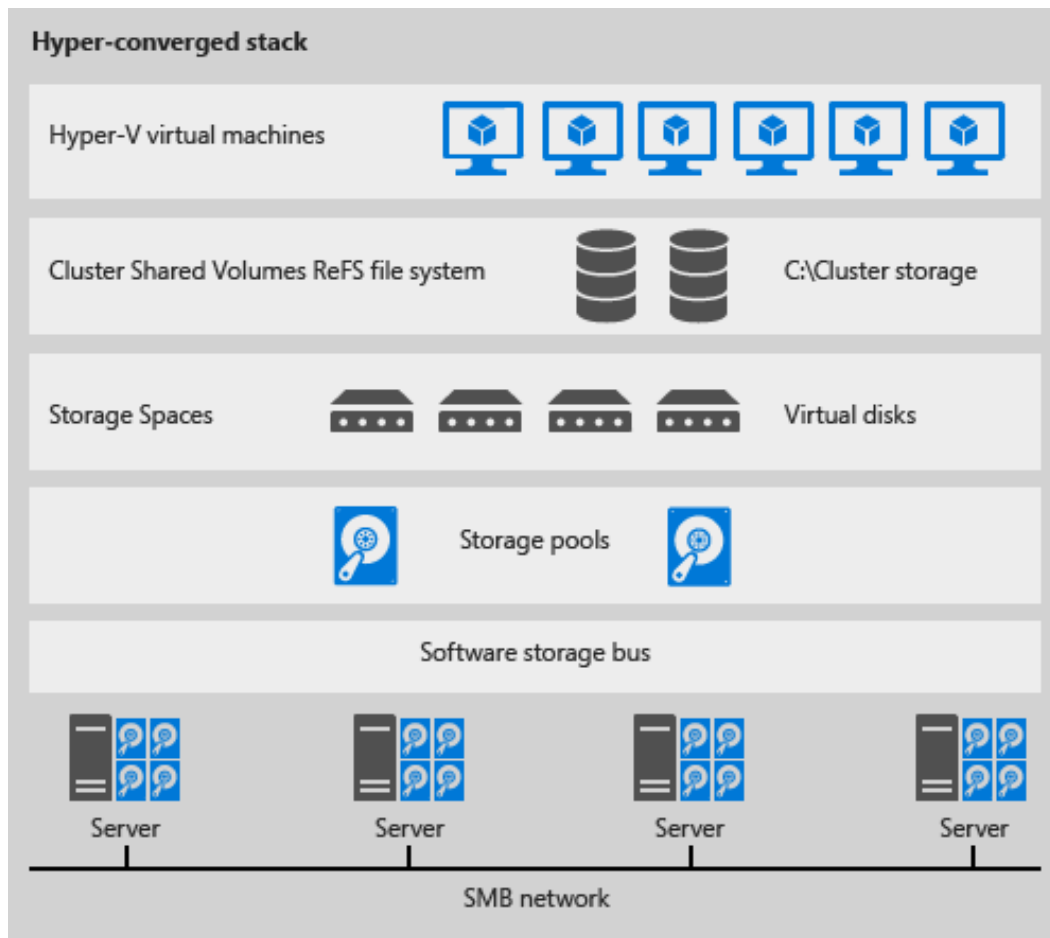 Hyper-converged stack
Hyper-V virtual machines
Cluster Shared Volumes ReFS file system
C:\Cluster storage
Storage Spaces
Virtual disks
Storage pools
Software storage bus
Server
Server
Server
Server
SMB network